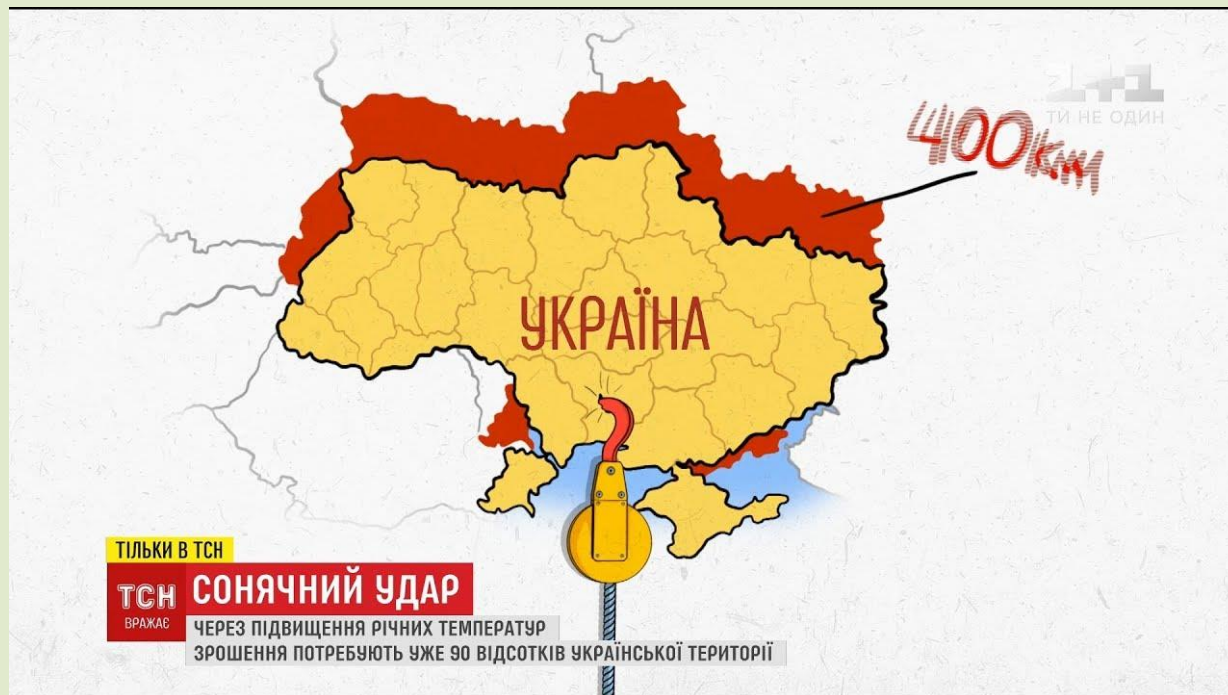 1+1
ТИ НЕ ОДИН
400км
УКРАЇНА
ТІЛЬКИ В ТСН
ТСН
ВРАЖАЄ
СОНЯЧНИЙ УДАР
ЧЕРЕЗ ПІДВИЩЕННЯ РІЧНИХ ТЕМПЕРАТУР
ЗРОШЕННЯ ПОТРЕБУЮТЬ УЖЕ 90 ВІДСОТКІВ УКРАЇНСЬКОЇ ТЕРИТОРІЇ